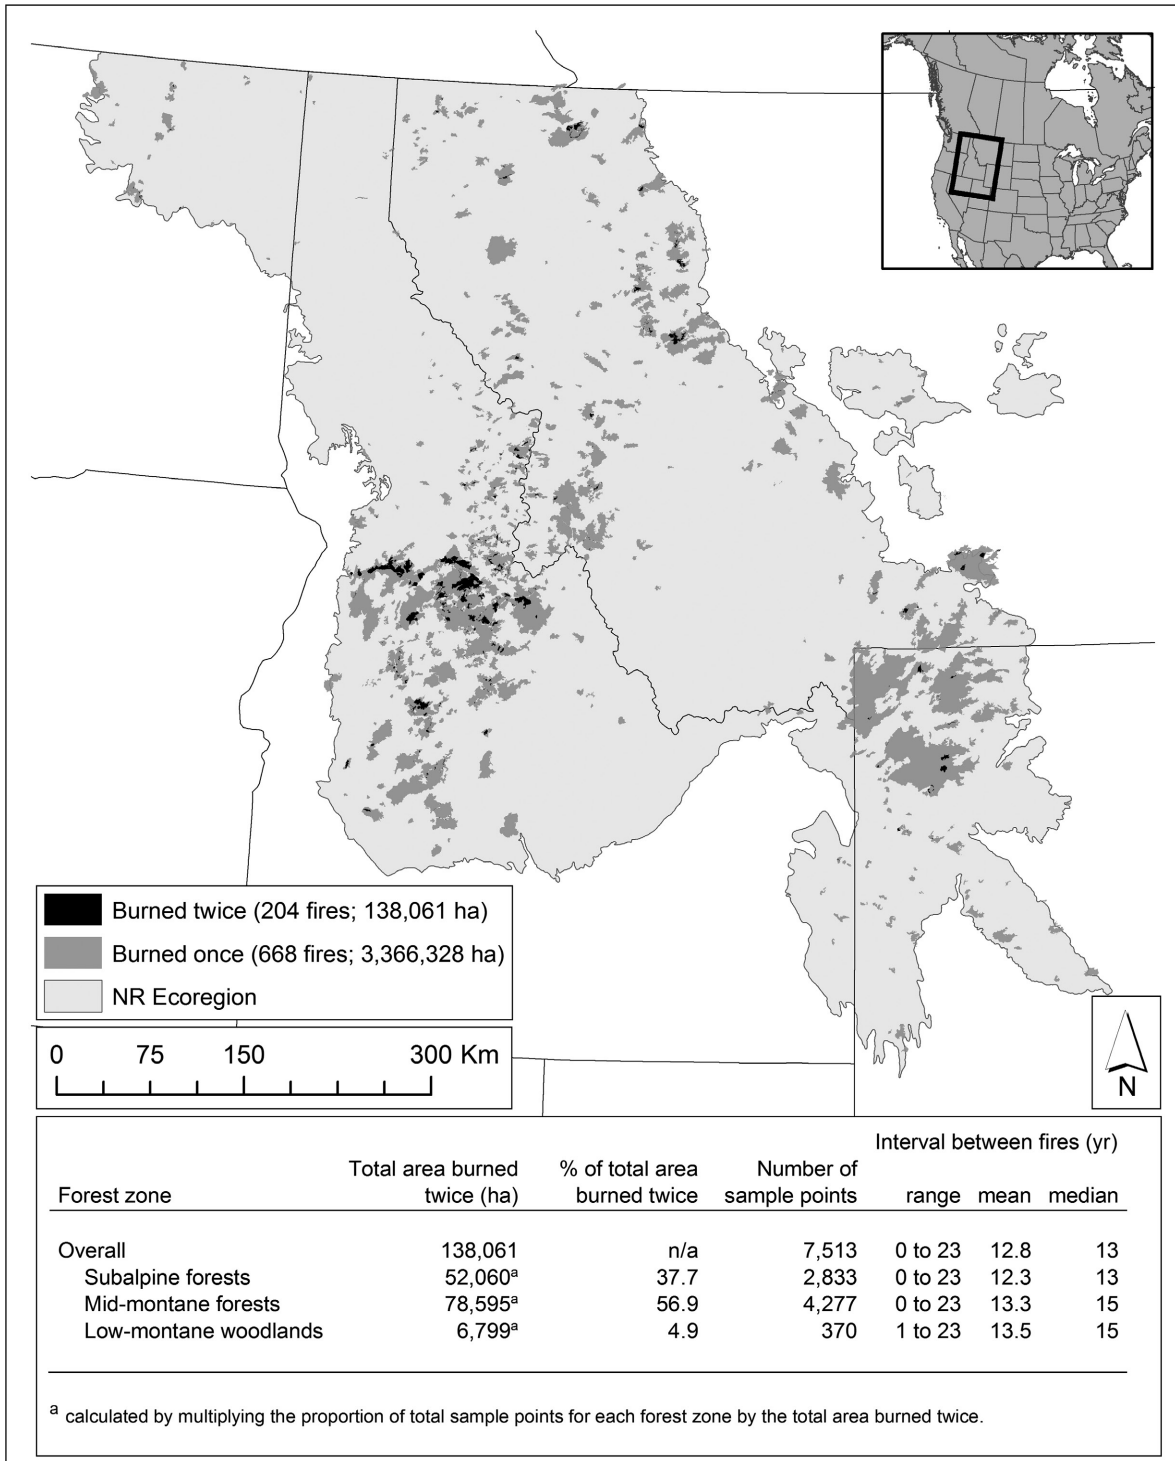 Burned twice (204 fires; 138,061 ha)
Burned once (668 fires; 3,366,328 ha)
NR Ecoregion
0 75 150 300 Km
N
Interval between fires (yr)
Total area burned % of total area Number of
Forest zone twice (ha) burned twice sample points range mean median
Overall 138,061 n/a 7,513 0 to 23 12.8 13
Subalpine forests 52,060ª 37.7 2,833 0 to 23 12.3 13
Mid-montane forests 78,595ª 56.9 4,277 0 to 23 13.3 15
Low-montane woodlands 6,799ª 4.9 370 1 to 23 13.5 15
ª calculated by multiplying the proportion of total sample points for each forest zone by the total area burned twice.